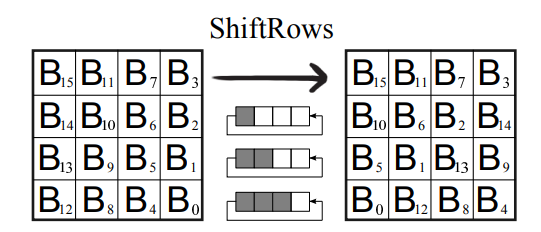 ShiftRows
B15 B11 B7 B3 B15 B11 B7 B3
B14 B10 B6 B2 B10 B6 B2 B14
B13 B9 B5 B1 B5 B1 B13 B9
B12 B8 B4 B0 B0 B12 B8 B4